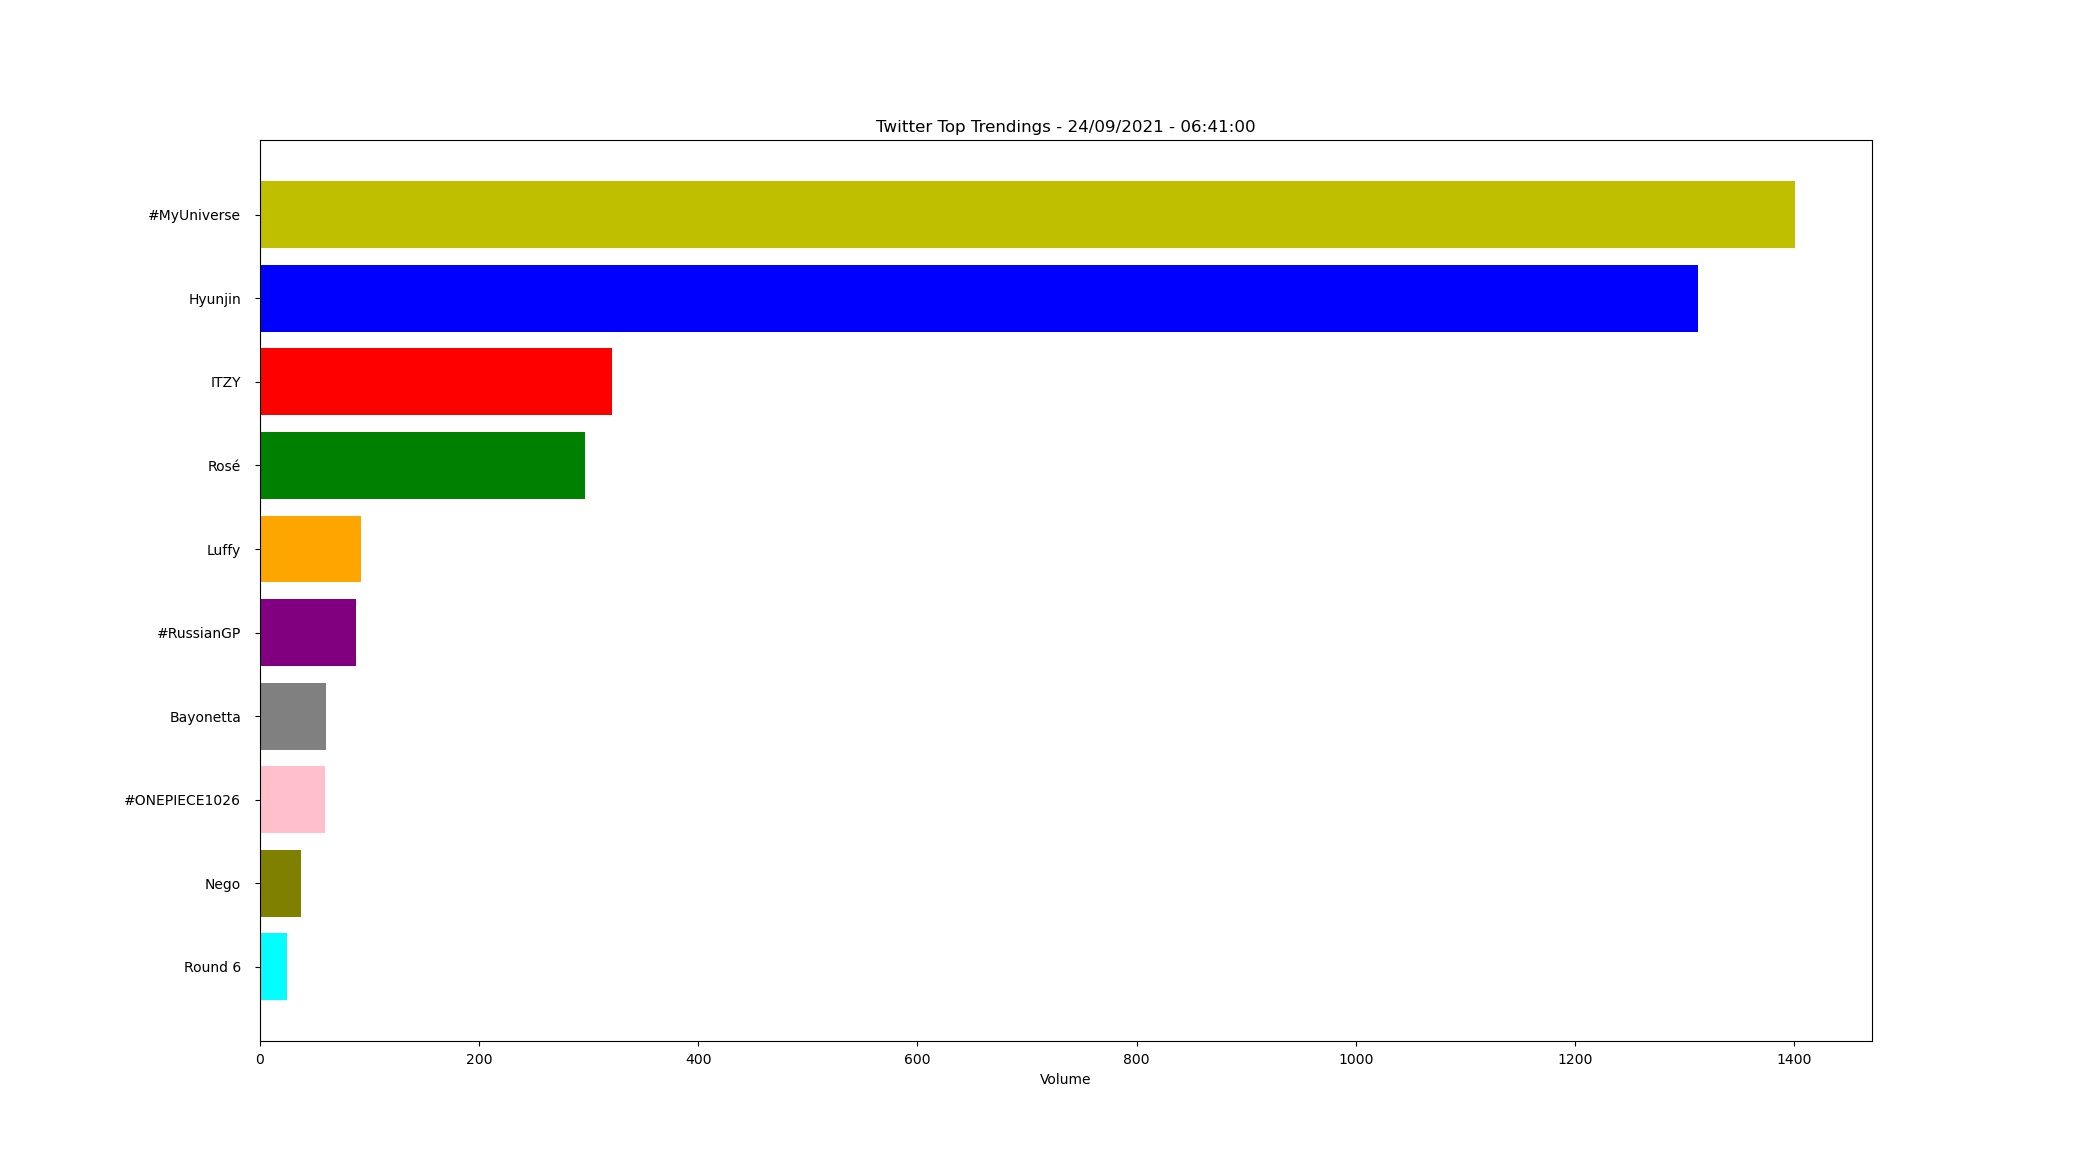 Twitter Top Trendings - 24/09/2021 - 06:41:00
#MyUniverse
Hyunjin
ITZY
Rosé
Luffy
#RussianGP
Bayonetta
#ONEPIECE1026
Nego
Round 6
0 200 400 600 800 1000 1200 1400
Volume